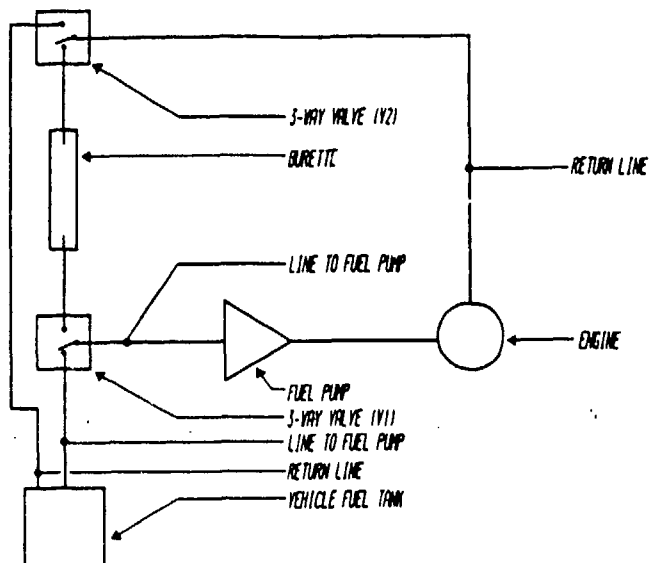 3-WAY VALVE (V2)
BURETTE
RETURN LINE
LINE TO FUEL PUMP
ENGINE
FUEL PUMP
3-WAY VALVE (V1)
LINE TO FUEL PUMP
RETURN LINE
VEHICLE FUEL TANK